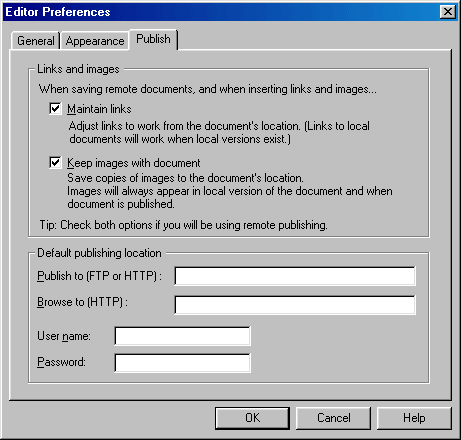 Editor Preferences
General Appearance Publish
Links and images
When saving remote documents, and when inserting links and images...
Maintain links
Adjust links to work from the document's location. (Links to local
documents will work when local versions exist.)
Keep images with document
Save copies of images to the document's location.
Images will always appear in local version of the document and when
document is published.
Tip: Check both options if you will be using remote publishing.
Default publishing location
Publish to (FTP or HTTP) :
Browse to (HTTP) :
User name:
Password:
OK Cancel Help